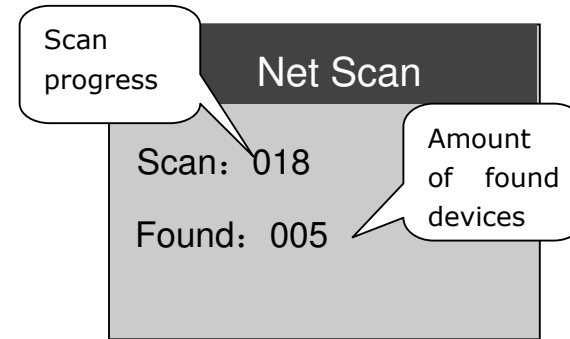 Scan
progress
Net Scan
Scan：018
Amount
of found
devices
Found：005